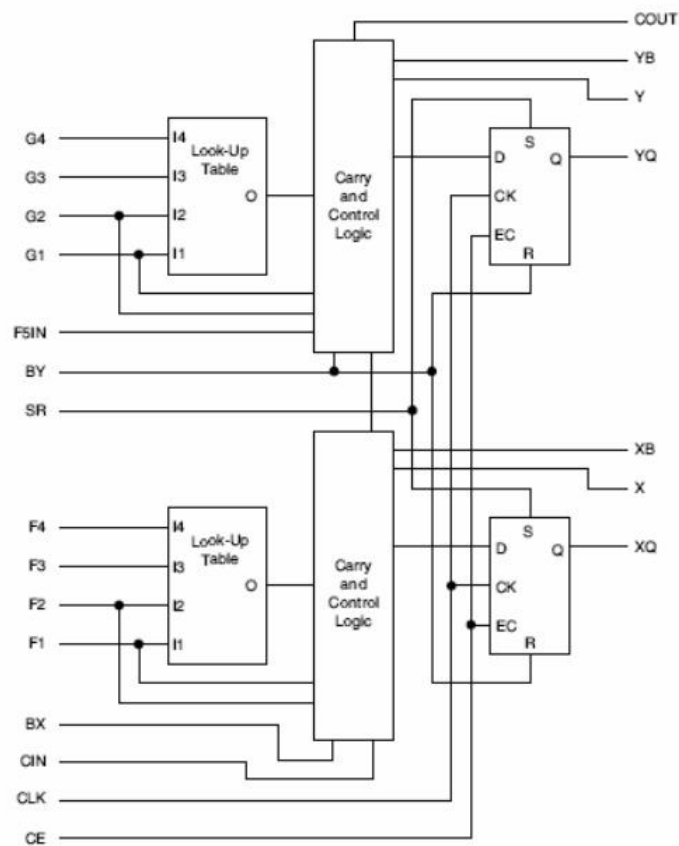 COUT
YB
Y
G4
G3
G2
G1
I4
I3
I2
I1
Look-Up
Table
O
Carry
and
Control
Logic
S
D
Q
CK
EC
R
YQ
F5IN
BY
SR
XB
X
F4
F3
F2
F1
I4
I3
I2
I1
Look-Up
Table
O
Carry
and
Control
Logic
S
D
Q
CK
EC
R
XQ
BX
CIN
CLK
CE